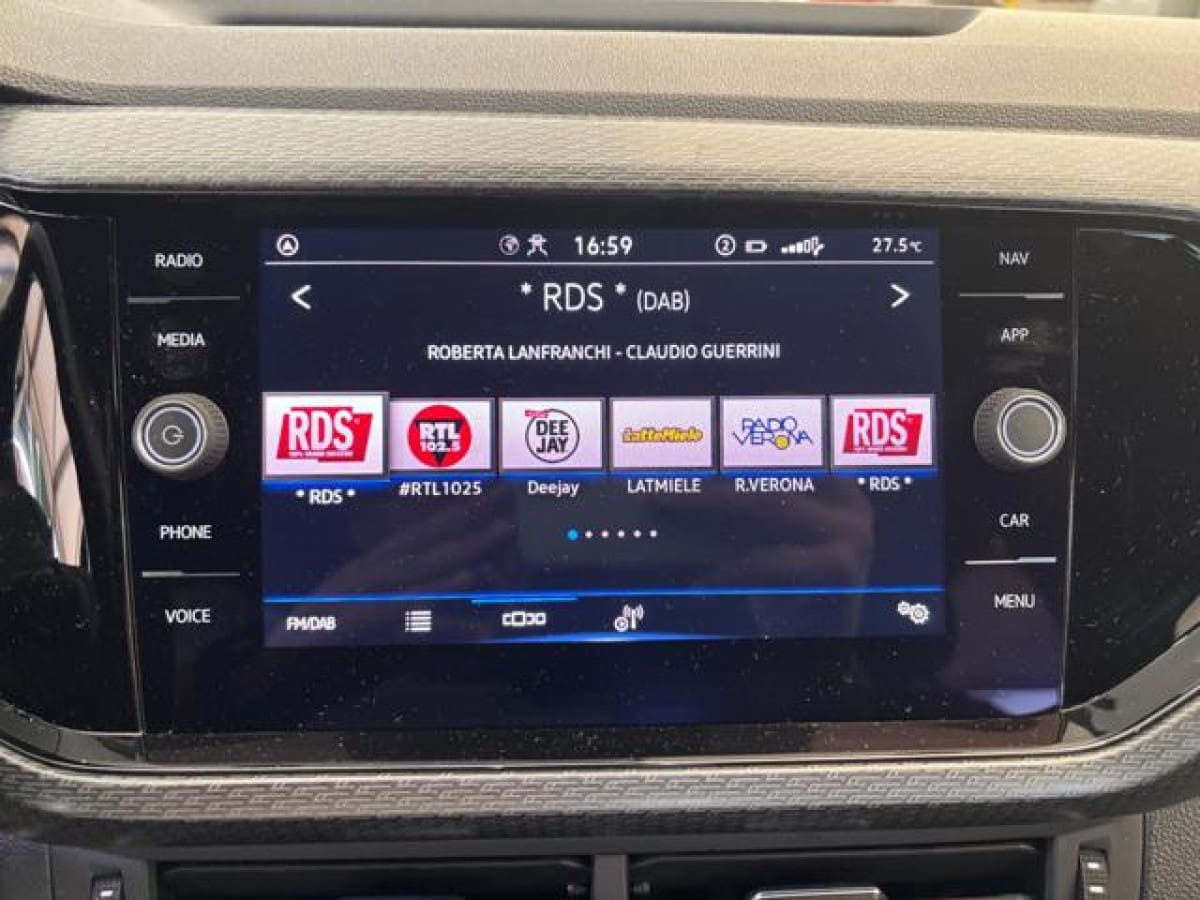 RADIO
MEDIA
PHONE
VOICE
16:59
2
27.5°C
< * RDS * (DAB) >
ROBERTA LANFRANCHI - CLAUDIO GUERRINI
RDS RTL 102.5 DEE JAY LatteMiele RADIO VERONA RDS
* RDS * #RTL1025 Deejay LATMIELE R.VERONA * RDS *
FM/DAB
NAV
APP
CAR
MENU